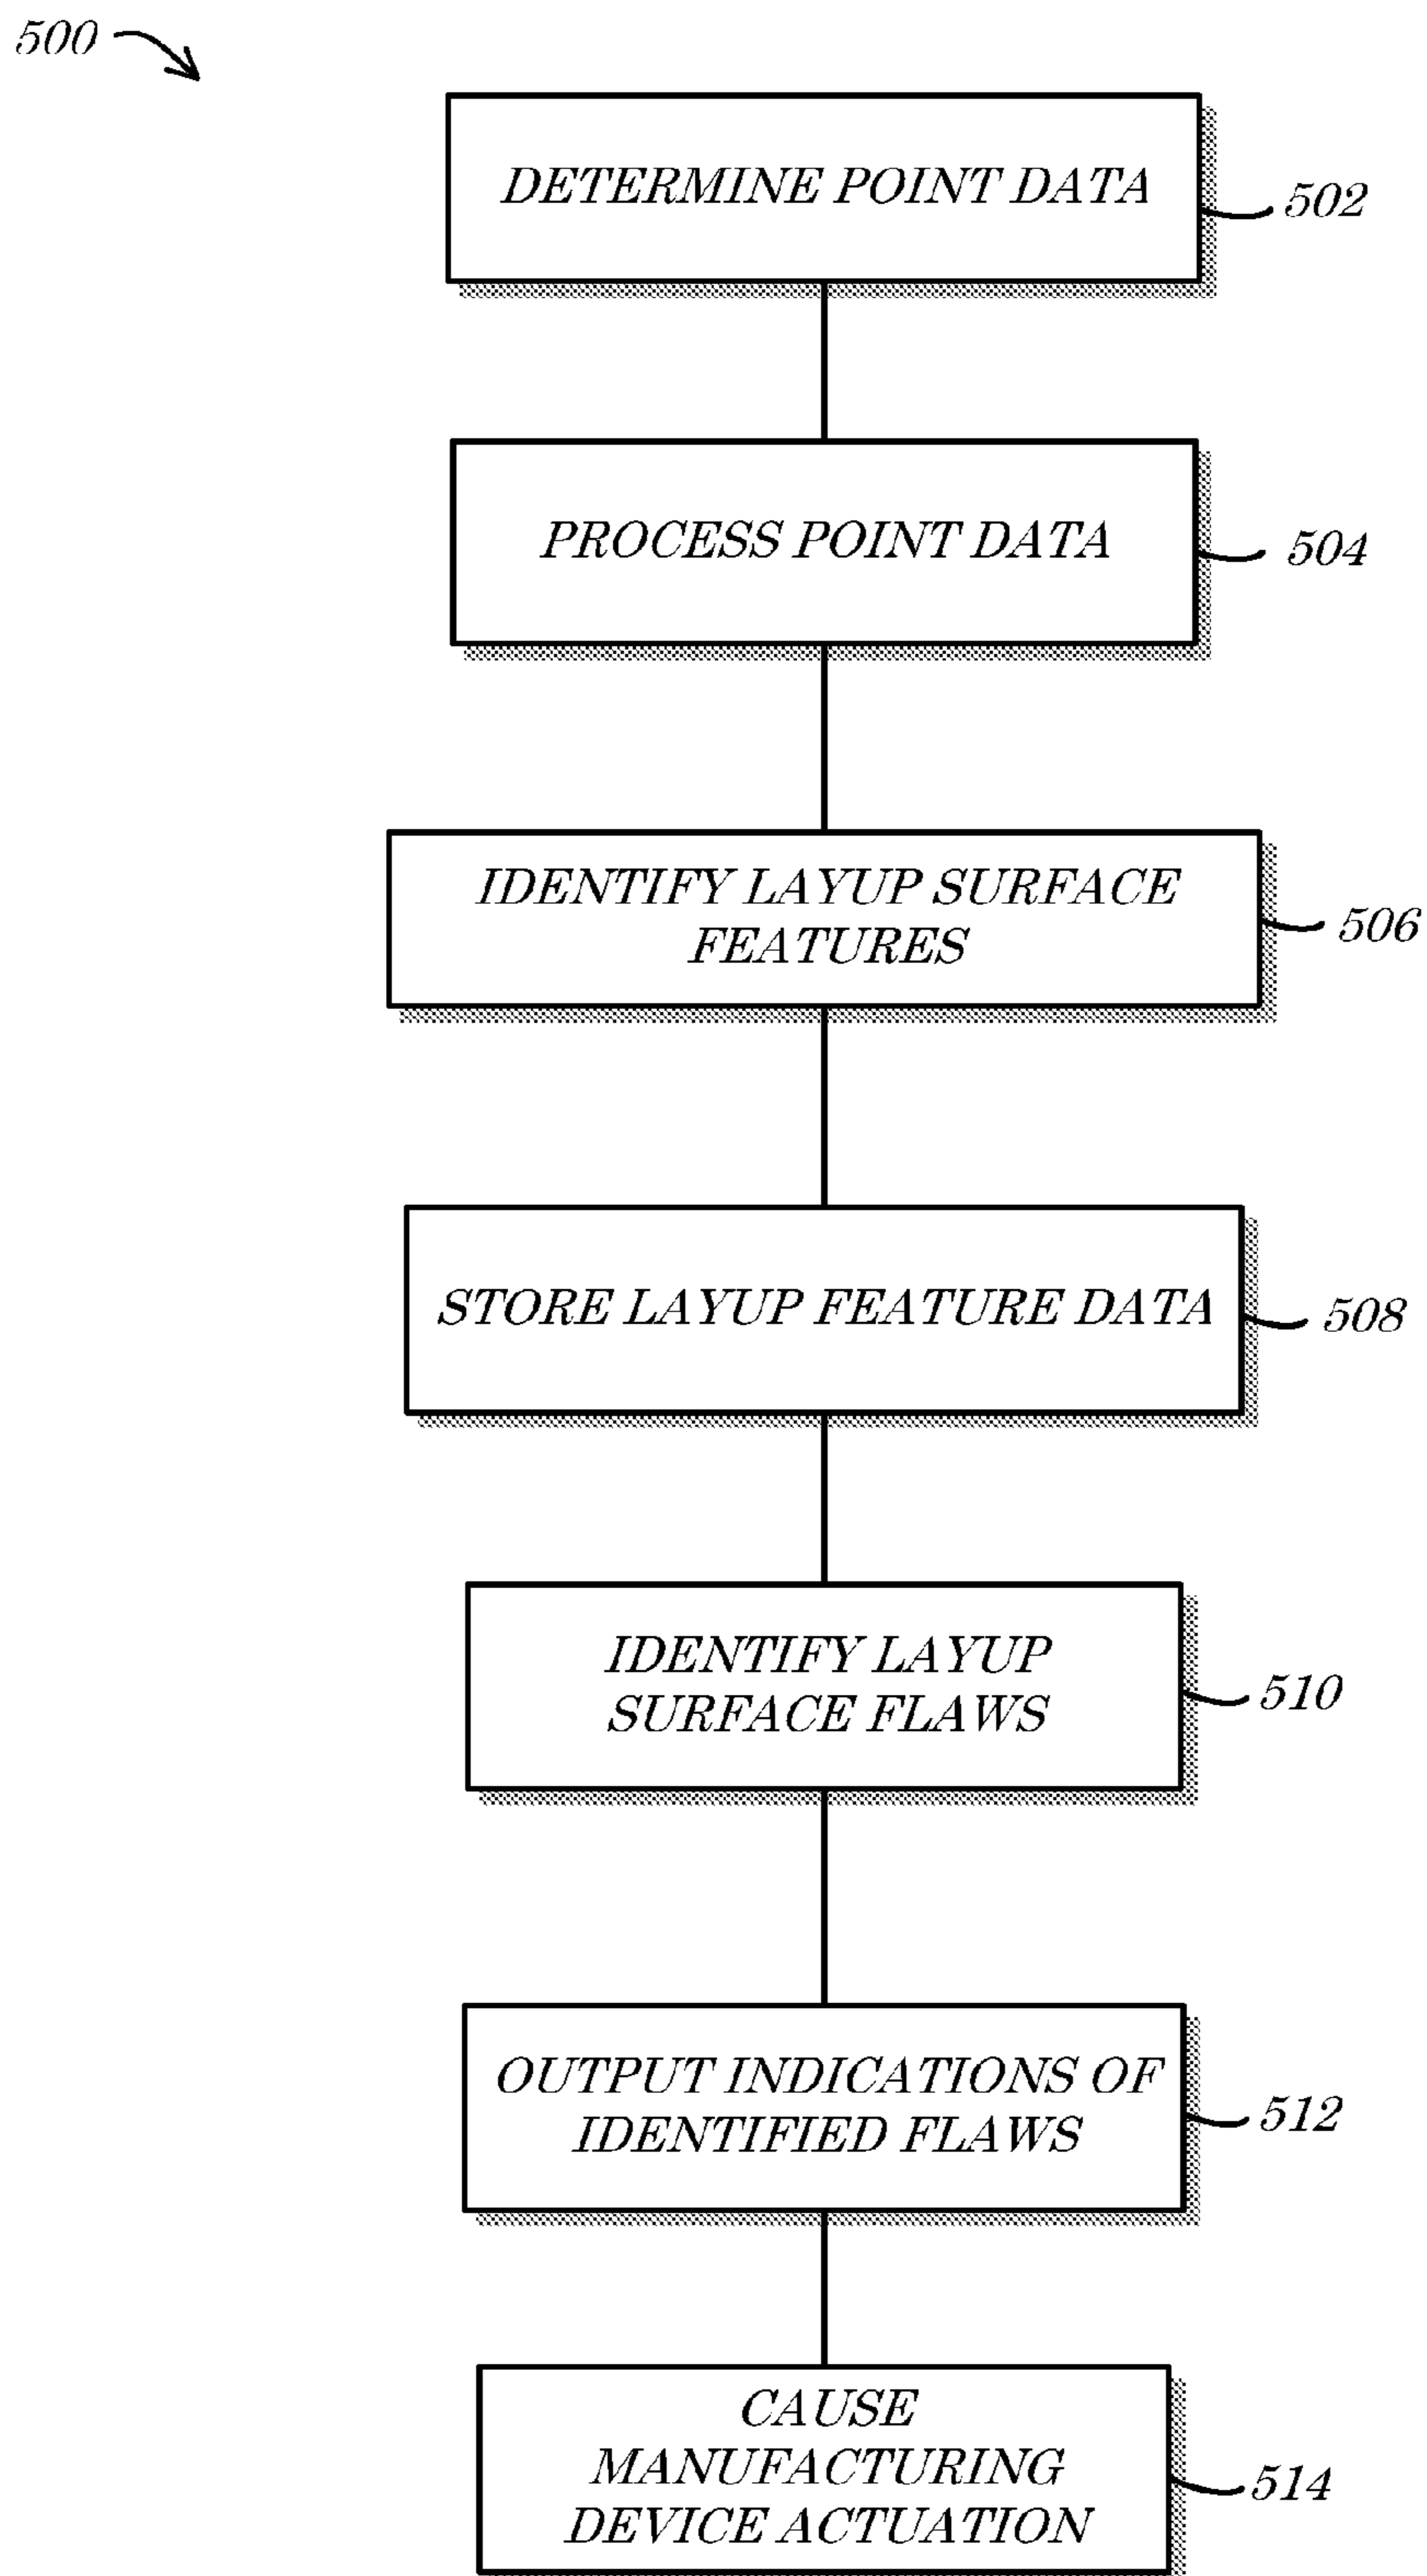 500
DETERMINE POINT DATA
502
PROCESS POINT DATA
504
IDENTIFY LAYUP SURFACE
FEATURES
506
STORE LAYUP FEATURE DATA
508
IDENTIFY LAYUP
SURFACE FLAWS
510
OUTPUT INDICATIONS OF
IDENTIFIED FLAWS
512
CAUSE
MANUFACTURING
DEVICE ACTUATION
514